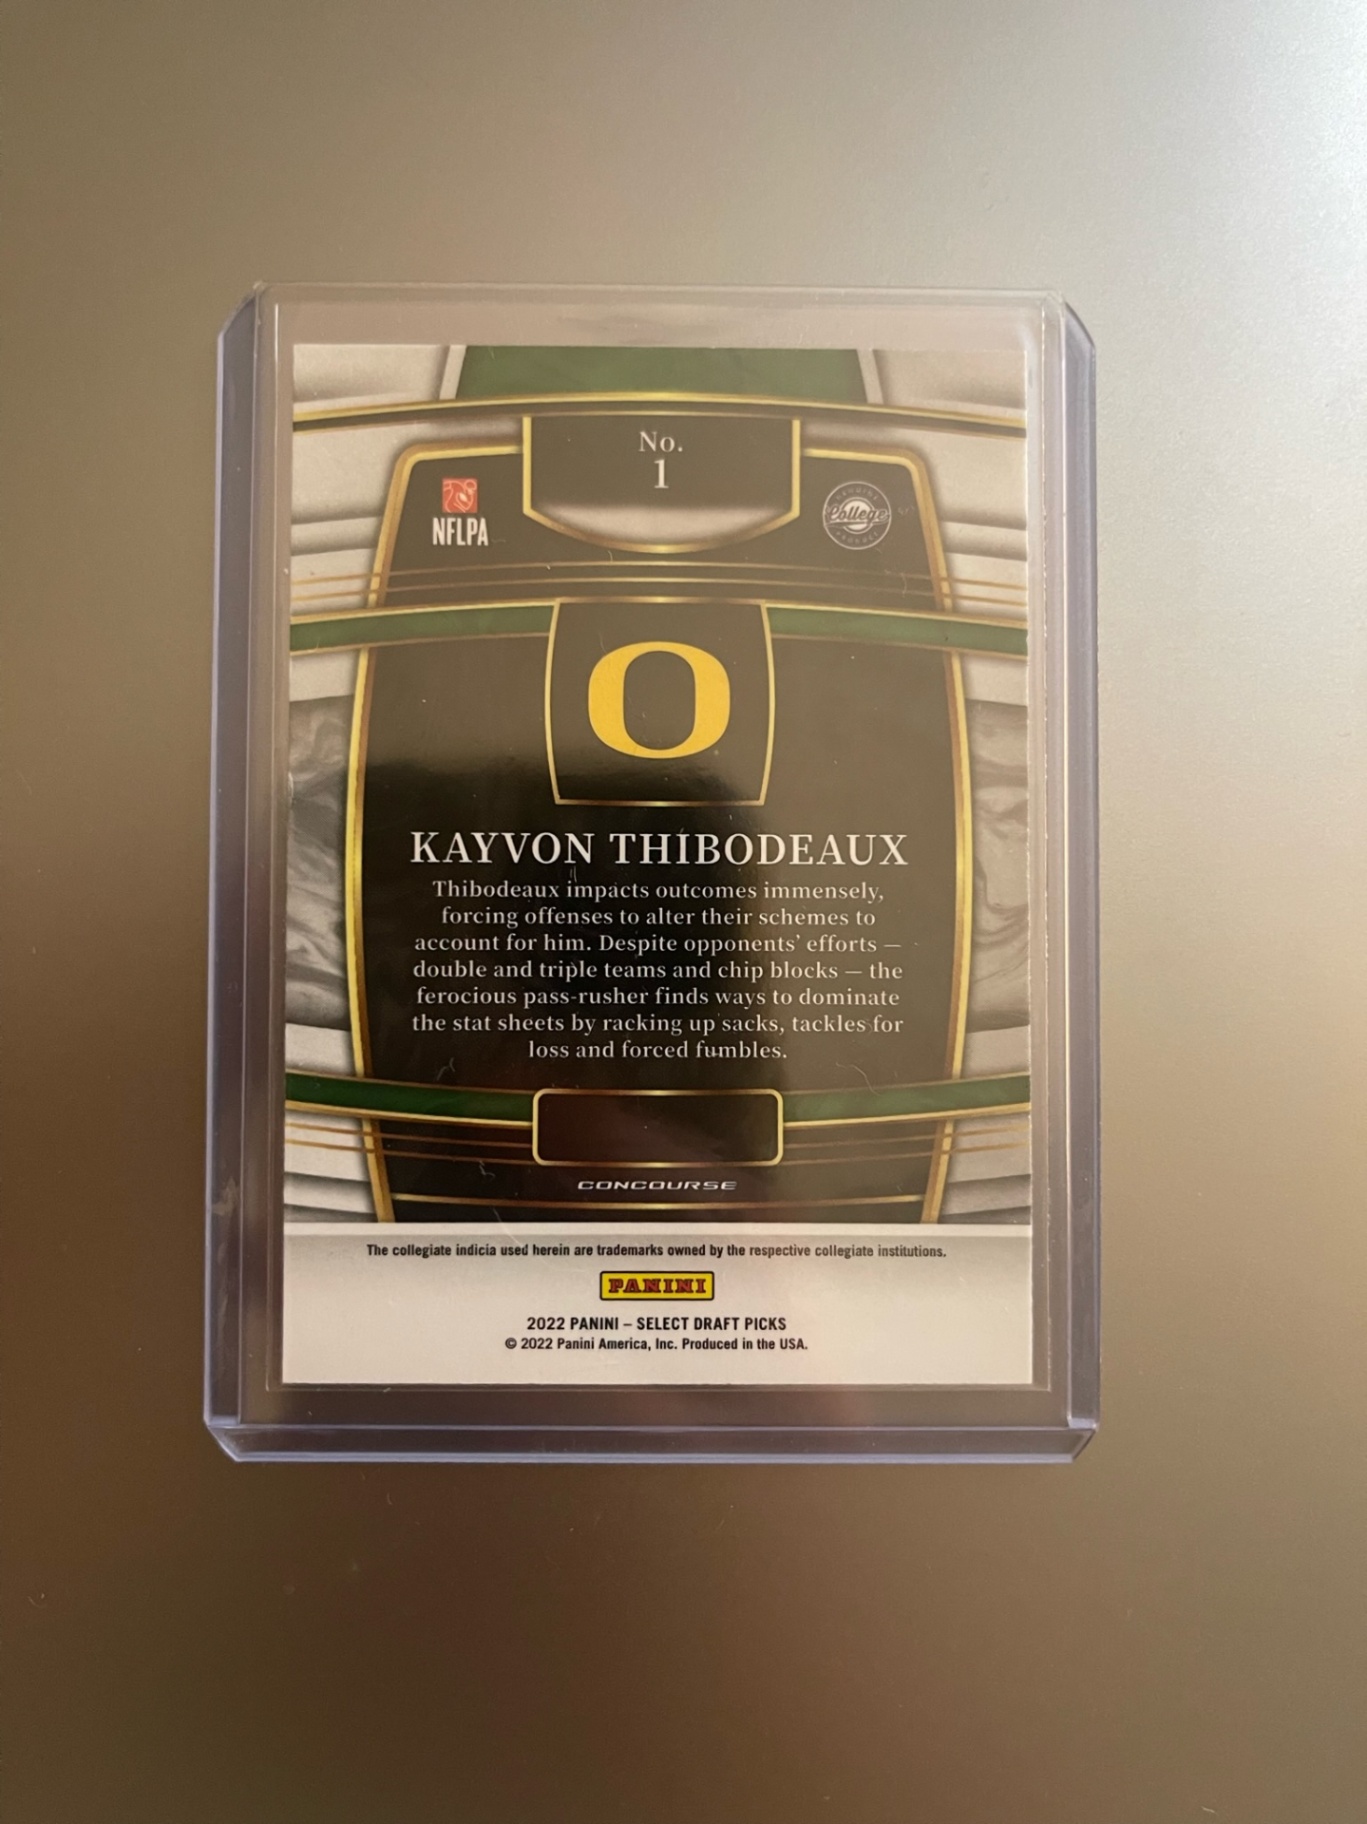 No.
1
NFLPA
GENUINE
College
PRODUCT
O
KAYVON THIBODEAUX
Thibodeaux impacts outcomes immensely,
forcing offenses to alter their schemes to
account for him. Despite opponents’ efforts —
double and triple teams and chip blocks — the
ferocious pass-rusher finds ways to dominate
the stat sheets by racking up sacks, tackles for
loss and forced fumbles.
CONCOURSE
The collegiate indicia used herein are trademarks owned by the respective collegiate institutions.
PANINI
2022 PANINI – SELECT DRAFT PICKS
© 2022 Panini America, Inc. Produced in the USA.